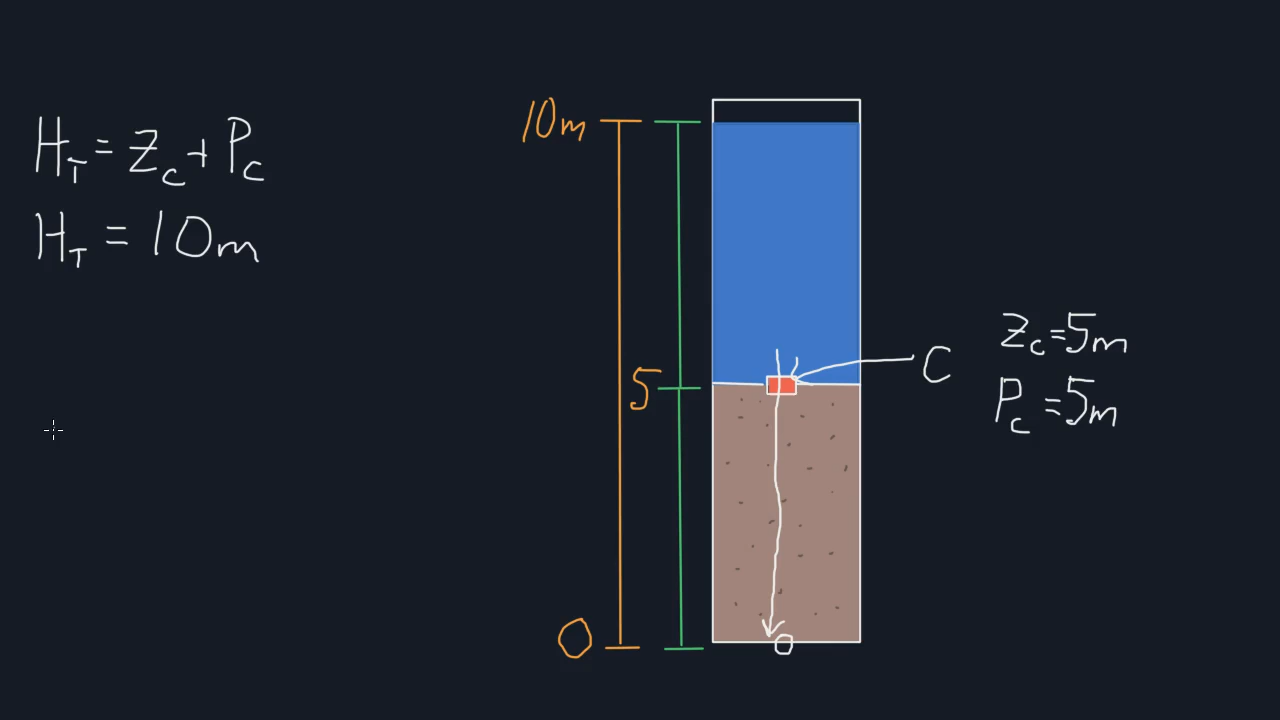 H_T = Z_C + P_C
H_T = 10m
10m
5
0
0
C
Z_C = 5m
P_C = 5m